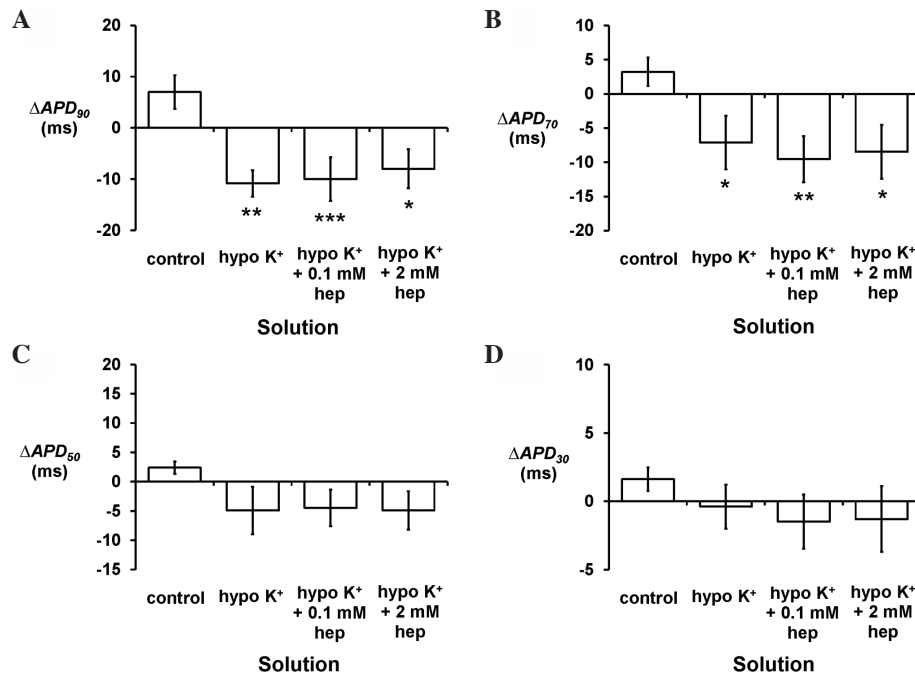 A
ΔAPD90
(ms)
20
10
0
-10
-20
**
***
*
control
hypo K+
hypo K+
+ 0.1 mM
hep
hypo K+
+ 2 mM
hep
Solution
B
ΔAPD70
(ms)
10
5
0
-5
-10
-15
-20
*
**
*
control
hypo K+
hypo K+
+ 0.1 mM
hep
hypo K+
+ 2 mM
hep
Solution
C
ΔAPD50
(ms)
20
15
10
5
0
-5
-10
-15
control
hypo K+
hypo K+
+ 0.1 mM
hep
hypo K+
+ 2 mM
hep
Solution
D
ΔAPD30
(ms)
10
5
0
-5
control
hypo K+
hypo K+
+ 0.1 mM
hep
hypo K+
+ 2 mM
hep
Solution